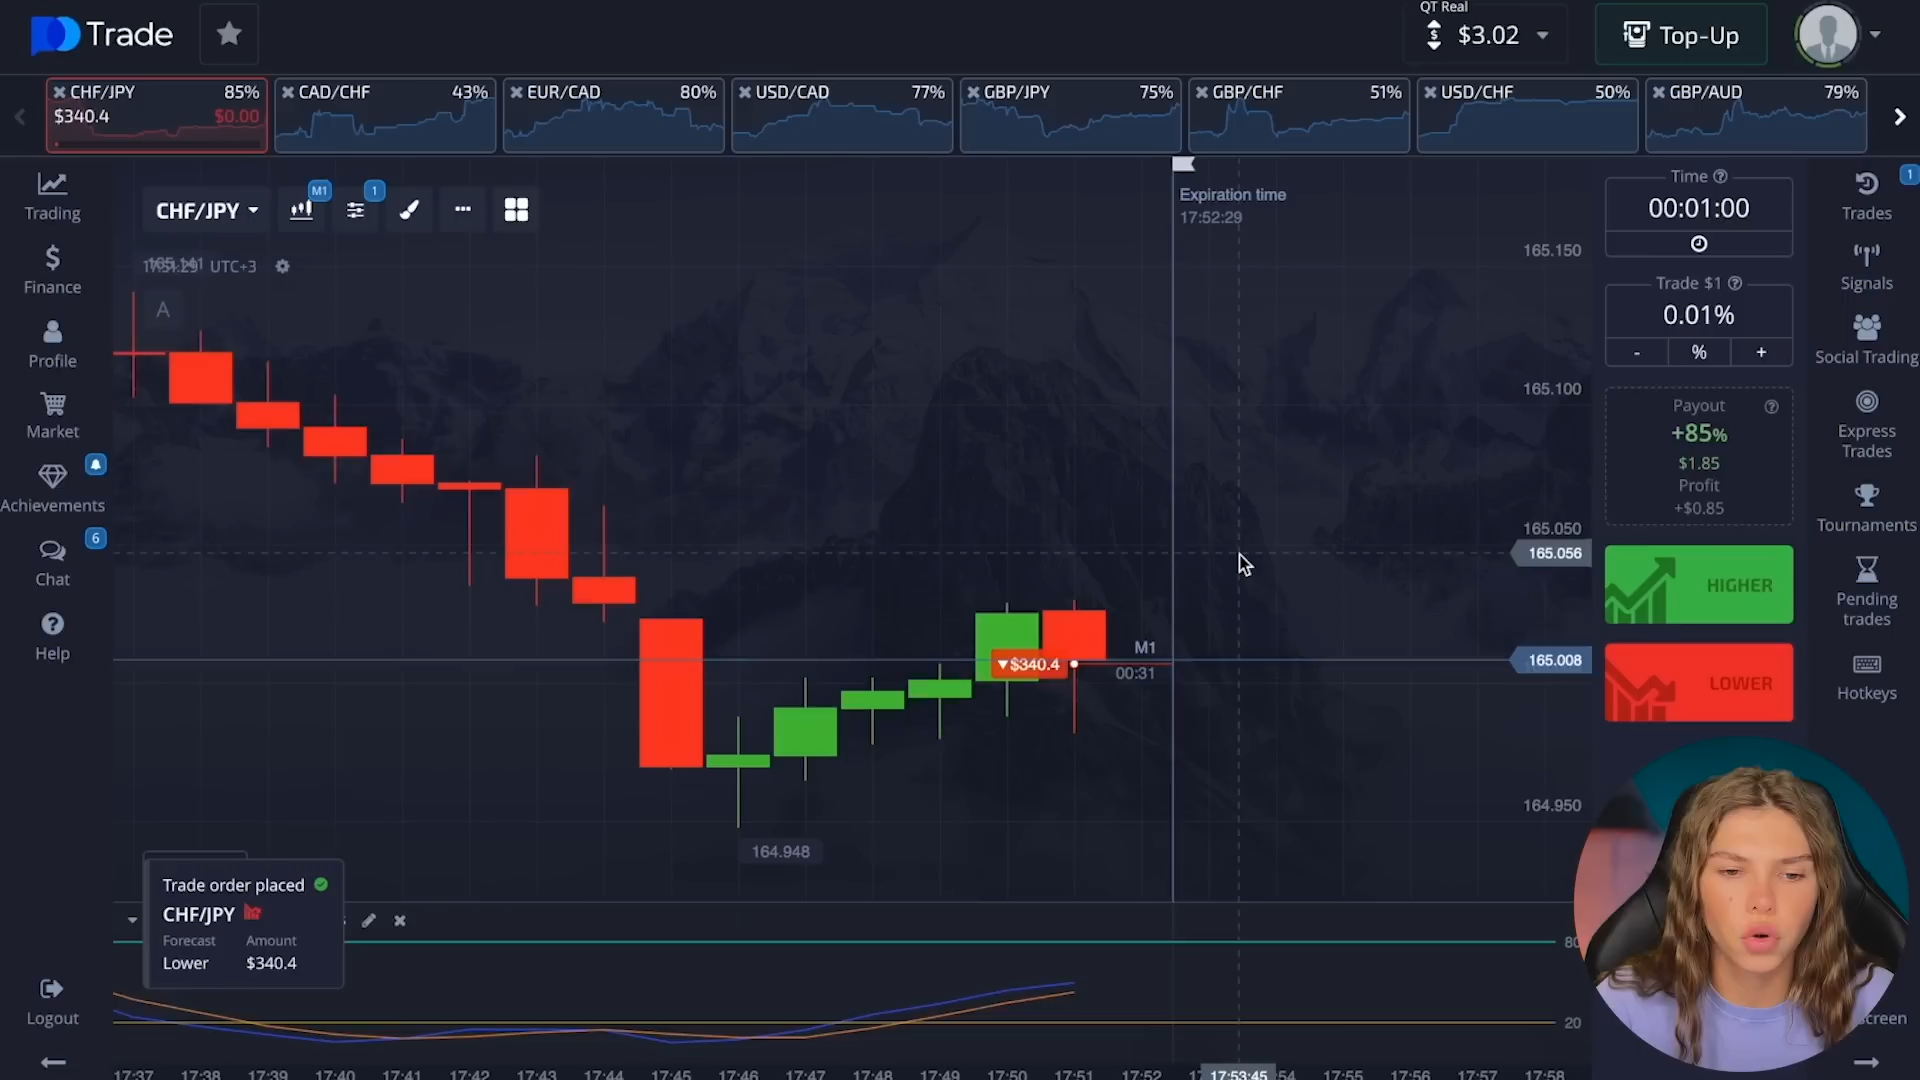 Trade
QT Real
$3.02
Top-Up
CHF/JPY 85%
$340.4 $0.00
CAD/CHF 43%
EUR/CAD 80%
USD/CAD 77%
GBP/JPY 75%
GBP/CHF 51%
USD/CHF 50%
GBP/AUD 79%
Trading
Finance
Profile
Market
Achievements
6
Chat
Help
Logout
CHF/JPY
M1
1
UTC+3
A
Expiration time
17:52:29
165.150
165.100
165.050
165.056
165.008
164.950
M1
00:31
$340.4
164.948
Trade order placed
CHF/JPY
Forecast Amount
Lower $340.4
80
20
17:37 17:38 17:39 17:40 17:41 17:42 17:43 17:44 17:45 17:46 17:47 17:48 17:49 17:50 17:51 17:52 17:53:45 17:55 17:56 17:57 17:58
Time
00:01:00
Trade $1
0.01%
- % +
Payout
+85%
$1.85
Profit
+$0.85
HIGHER
LOWER
1
Trades
Signals
Social Trading
Express
Trades
Tournaments
Pending
trades
Hotkeys